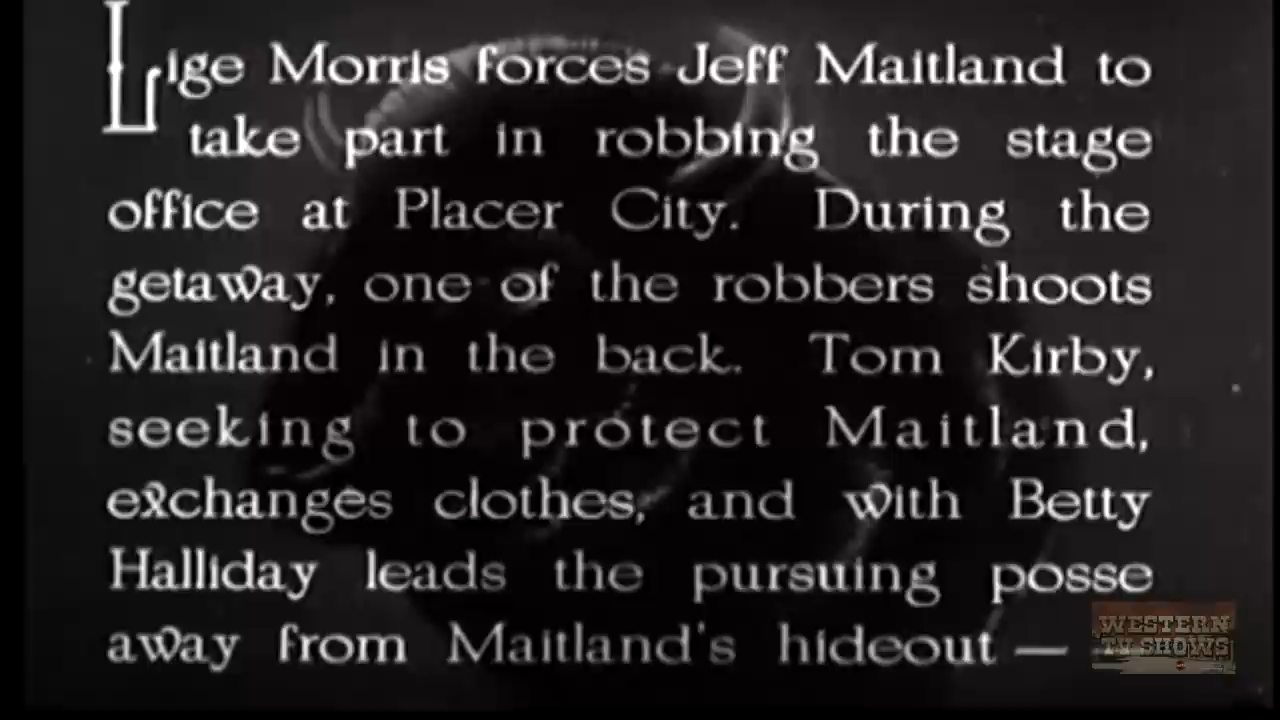 Lige Morris forces Jeff Maitland to
take part in robbing the stage
office at Placer City. During the
getaway, one of the robbers shoots
Maitland in the back. Tom Kirby,
seeking to protect Maitland,
exchanges clothes, and with Betty
Halliday leads the pursuing posse
away from Maitland's hideout —
WESTERN
TV SHOWS